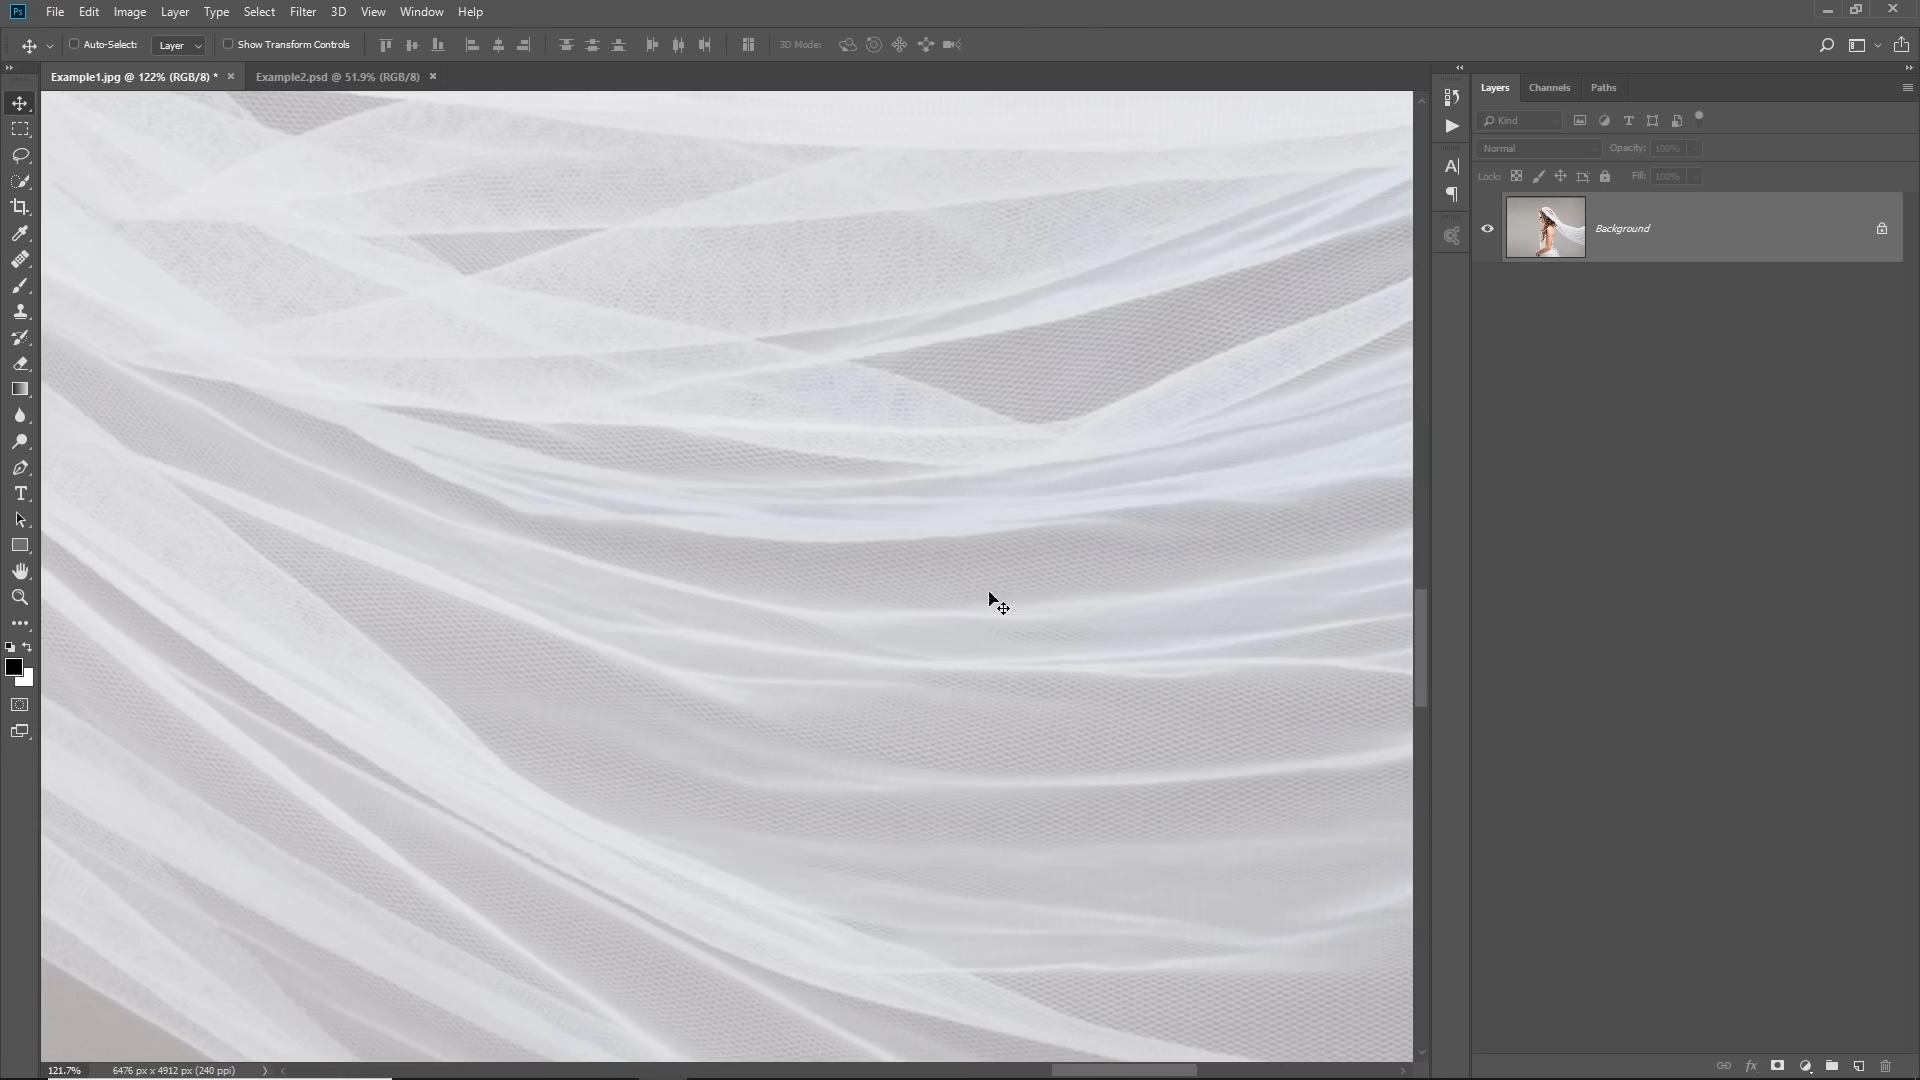 Ps File Edit Image Layer Type Select Filter 3D View Window Help
Auto-Select: Layer Show Transform Controls 3D Mode:
Example1.jpg @ 122% (RGB/8) * × Example2.psd @ 51.9% (RGB/8) ×
Layers Channels Paths
Kind
Normal Opacity: 100%
Lock: Fill: 100%
Background
121.7% 6476 px x 4912 px (240 ppi)